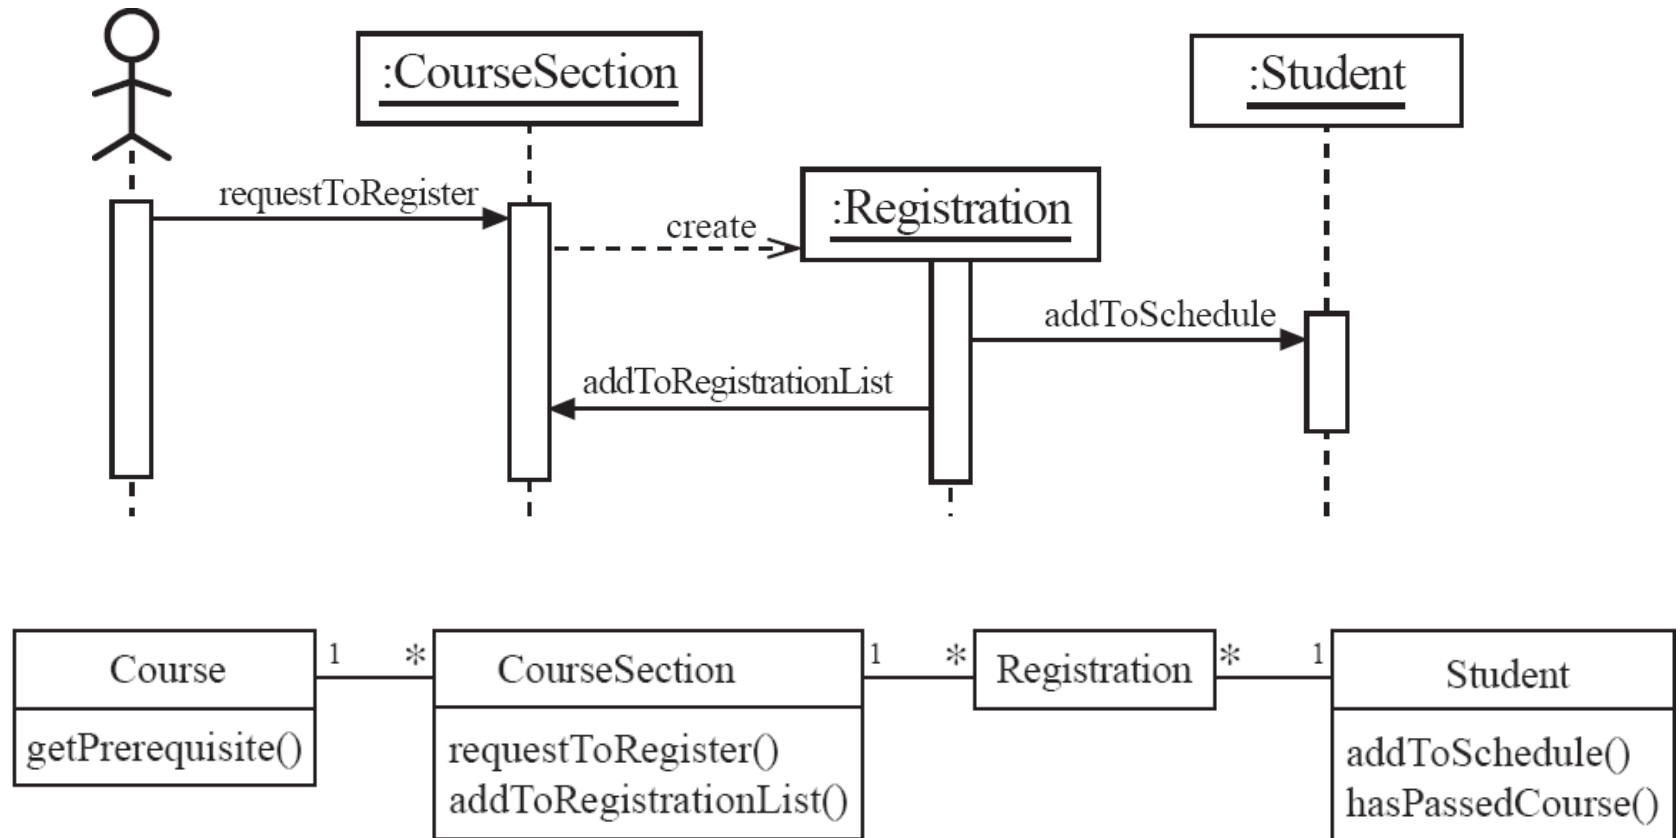 :CourseSection
:Student
requestToRegister
create
:Registration
addToSchedule
addToRegistrationList
Course
1
*
CourseSection
1
*
Registration
*
1
Student
getPrerequisite()
requestToRegister()
addToRegistrationList()
addToSchedule()
hasPassedCourse()